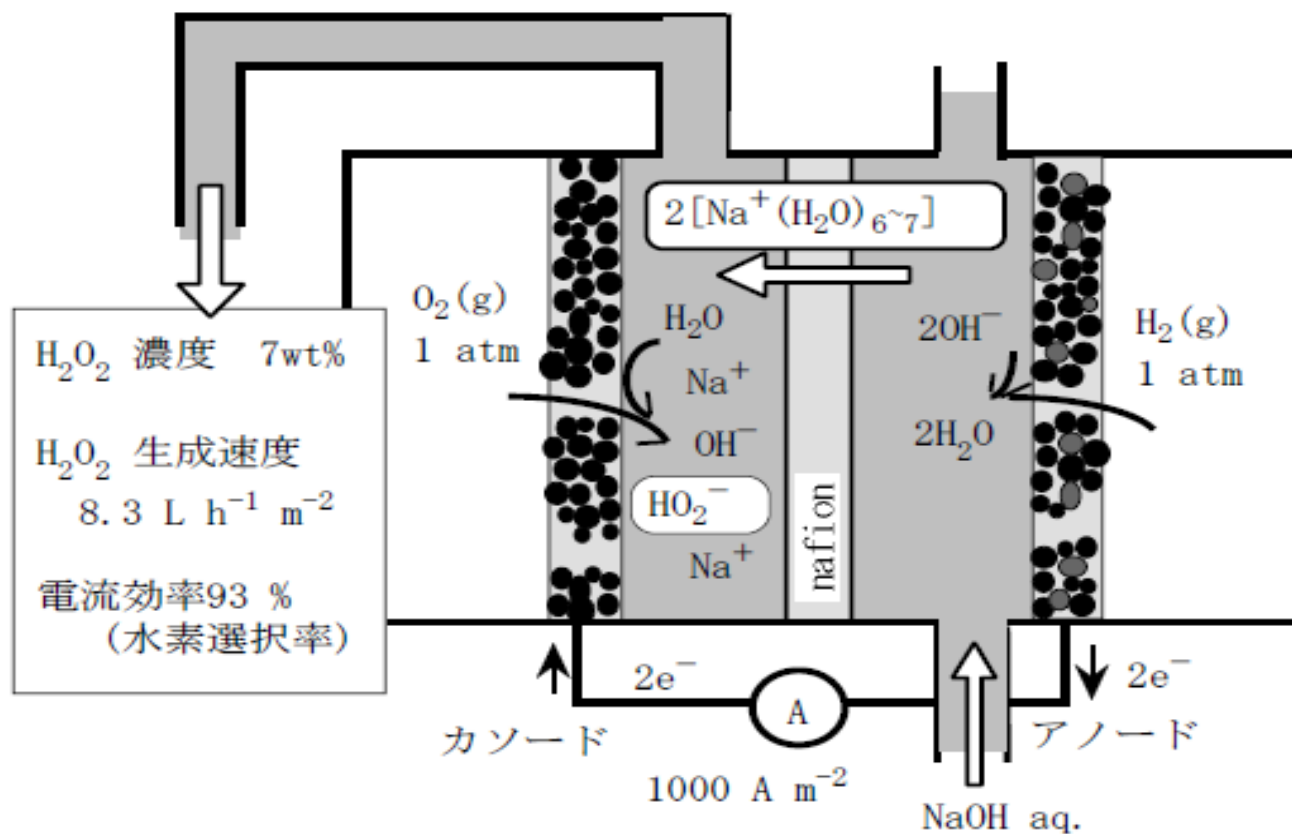 2[Na⁺(H₂O)₆~₇]
O₂(g)
1 atm
H₂O
Na⁺
OH⁻
HO₂⁻
Na⁺
nafion
2OH⁻
2H₂O
H₂(g)
1 atm
H₂O₂ 濃度 7wt%
H₂O₂ 生成速度
8.3 L h⁻¹ m⁻²
電流効率93 %
(水素選択率)
2e⁻
A
2e⁻
カソード
アノード
1000 A m⁻²
NaOH aq.